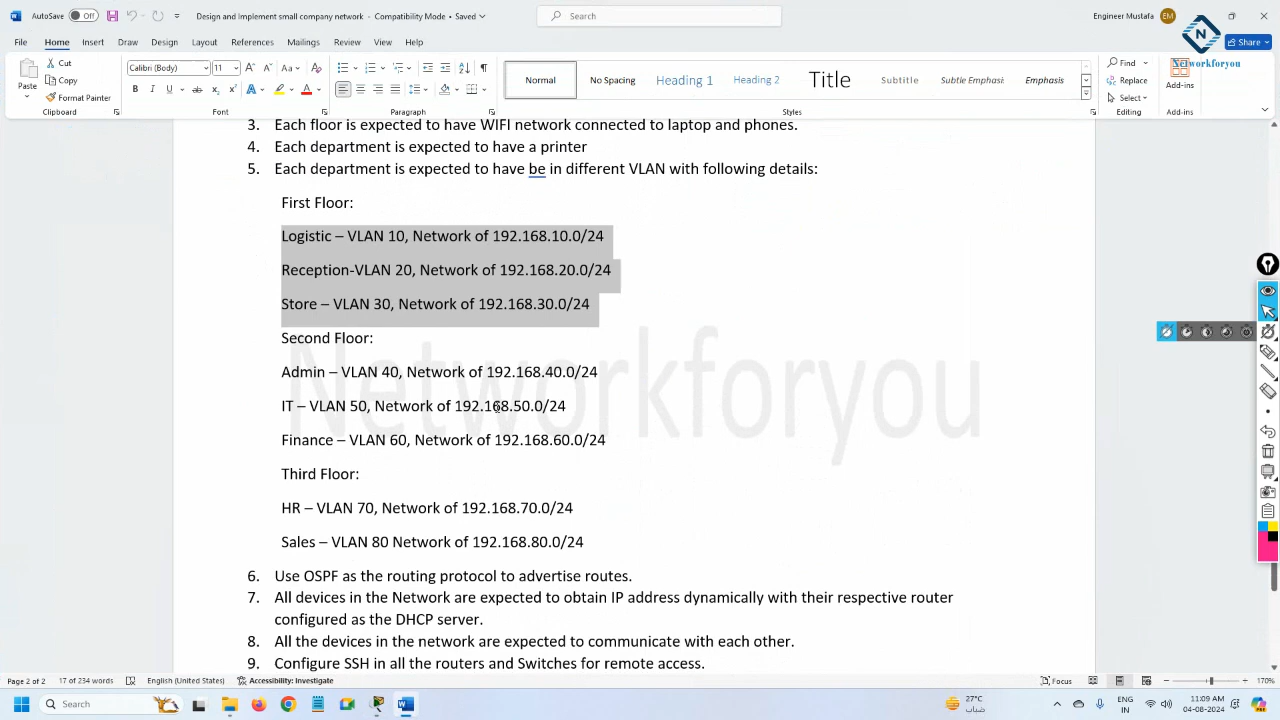 AutoSave Off
Design and Implement small network - Compatibility Mode • Saved
Search
Engineer Mustafa EM
File Home Insert Draw Design Layout References Mailings Review View Help
Share
Networkforyou
Paste
Cut
Copy
Format Painter
Clipboard
Calibri (Body) 11
Font
Paragraph
Normal
No Spacing
Heading 1
Heading 2
Title
Subtitle
Subtle Emphasis
Emphasis
Styles
Find
Replace
Select
Editing
Add-ins
Add-ins
3. Each floor is expected to have WIFI network connected to laptop and phones.
4. Each department is expected to have a printer
5. Each department is expected to have be in different VLAN with following details:
First Floor:
Logistic – VLAN 10, Network of 192.168.10.0/24
Reception-VLAN 20, Network of 192.168.20.0/24
Store – VLAN 30, Network of 192.168.30.0/24
Second Floor:
Admin – VLAN 40, Network of 192.168.40.0/24
IT – VLAN 50, Network of 192.168.50.0/24
Finance – VLAN 60, Network of 192.168.60.0/24
Third Floor:
HR – VLAN 70, Network of 192.168.70.0/24
Sales – VLAN 80 Network of 192.168.80.0/24
6. Use OSPF as the routing protocol to advertise routes.
7. All devices in the Network are expected to obtain IP address dynamically with their respective router
configured as the DHCP server.
8. All the devices in the network are expected to communicate with each other.
9. Configure SSH in all the routers and Switches for remote access.
Networkforyou
Page 2 of 2 17 of 234 words English (United States) Accessibility: Investigate
Focus 170%
Search
27°C
ENG
IN
11:09 AM
04-08-2024